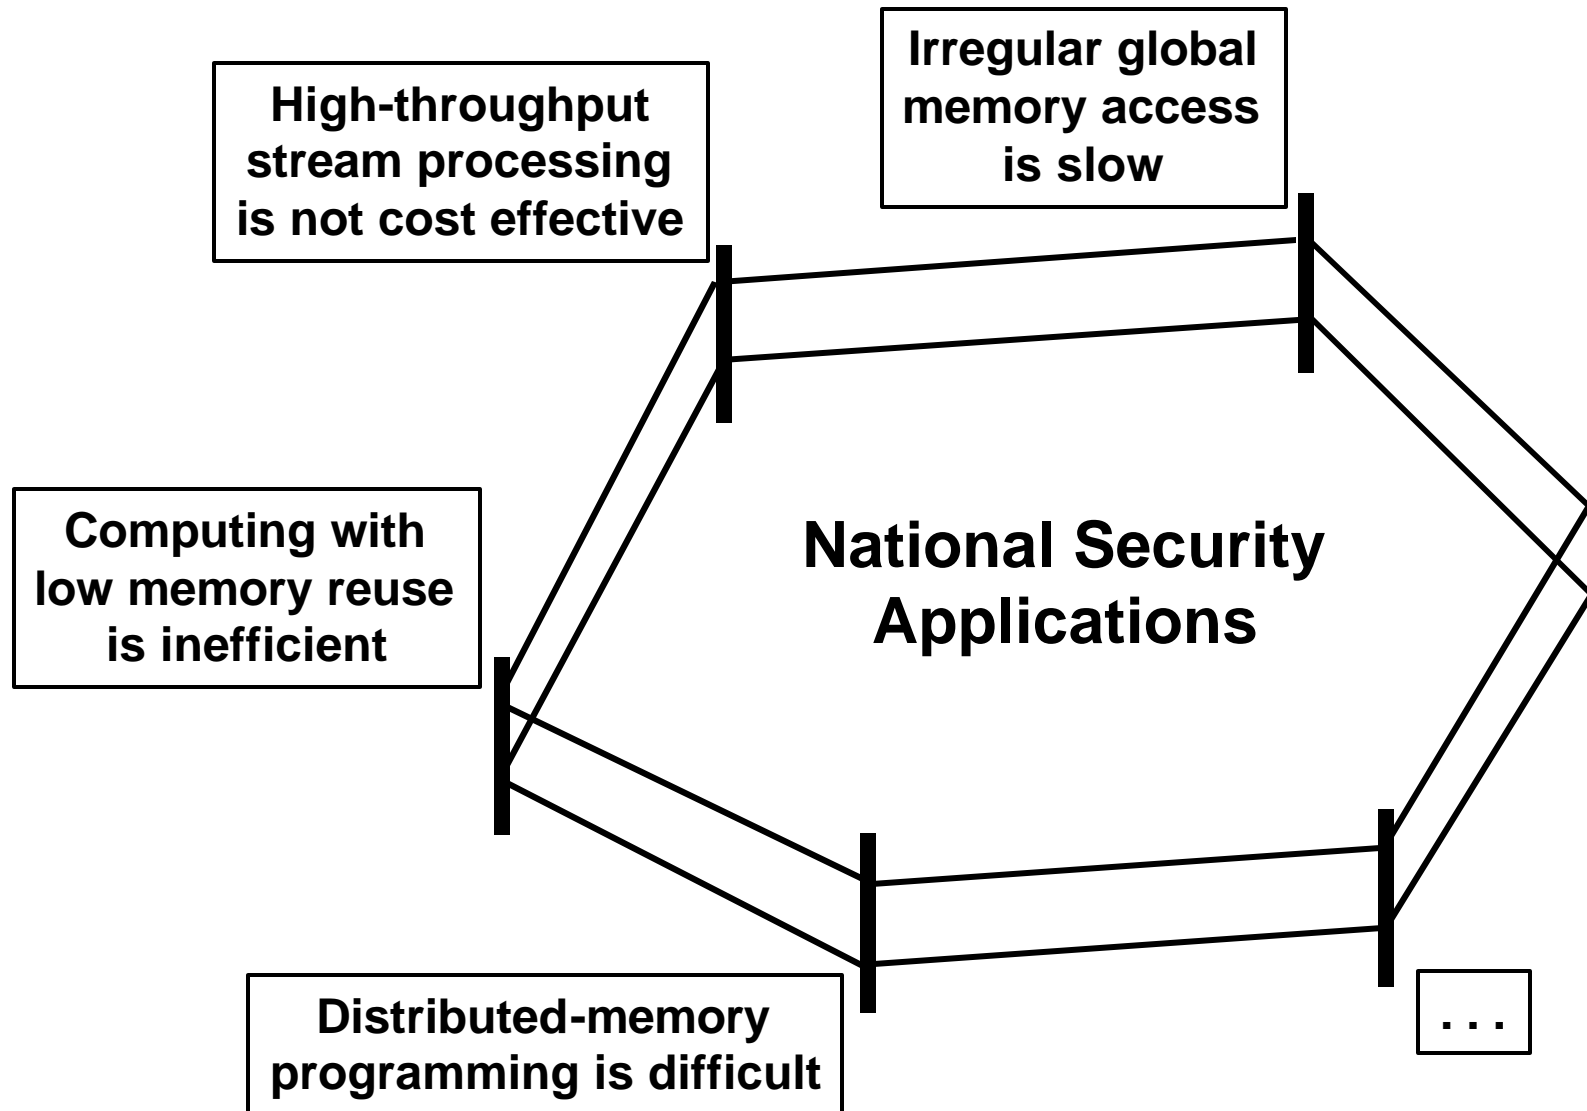 Irregular global
memory access
is slow
High-throughput
stream processing
is not cost effective
Computing with
low memory reuse
is inefficient
National Security
Applications
Distributed-memory
programming is difficult
. . .